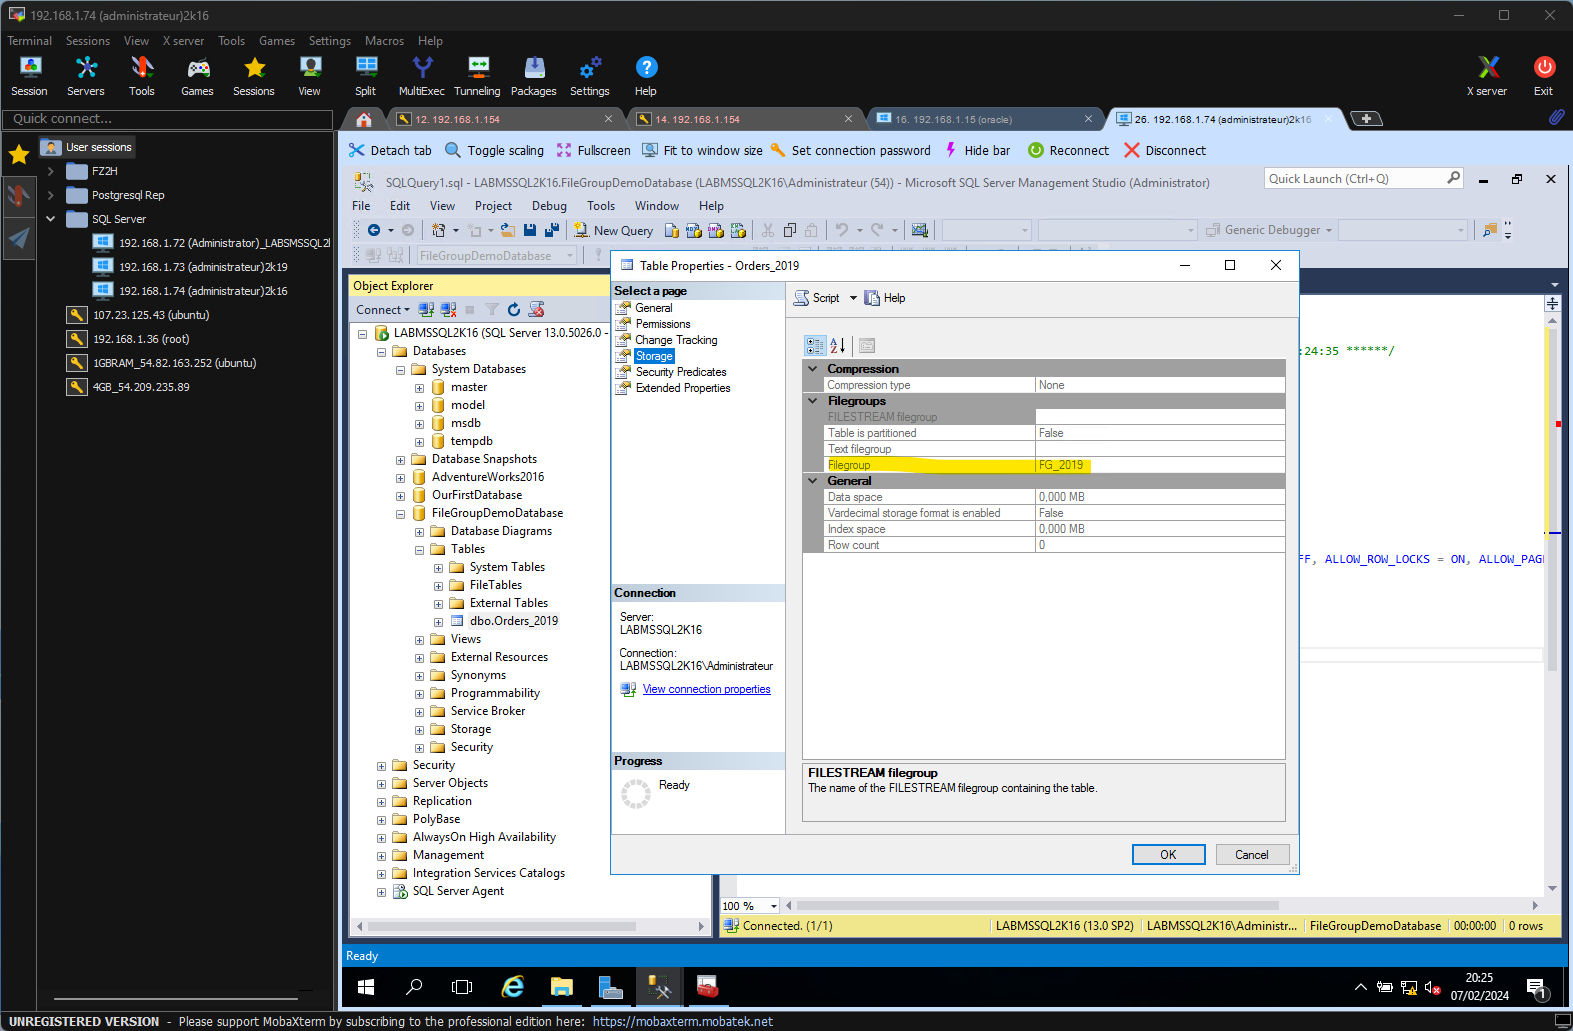 192.168.1.74 (administrateur)2k16
Terminal Sessions View X server Tools Games Settings Macros Help
Session Servers Tools Games Sessions View Split MultiExec Tunneling Packages Settings Help X server Exit
Quick connect...
12. 192.168.1.154
14. 192.168.1.154
16. 192.168.1.15 (oracle)
26. 192.168.1.74 (administrateur)2k16
Detach tab Toggle scaling Fullscreen Fit to window size Set connection password Hide bar Reconnect Disconnect
User sessions
FZ2H
Postgresql Rep
SQL Server
192.168.1.72 (Administrator)_LABSMSSQL2
192.168.1.73 (administrateur)2k19
192.168.1.74 (administrateur)2k16
107.23.125.43 (ubuntu)
192.168.1.36 (root)
1GBRAM_54.82.163.252 (ubuntu)
4GB_54.209.235.89
SQLQuery1.sql - LABMSSQL2K16.FileGroupDemoDatabase (LABMSSQL2K16\Administrateur (54)) - Microsoft SQL Server Management Studio (Administrator)
Quick Launch (Ctrl+Q)
File Edit View Project Debug Tools Window Help
New Query
Generic Debugger
FileGroupDemoDatabase
Object Explorer
Connect
LABMSSQL2K16 (SQL Server 13.0.5026.0 -
Databases
System Databases
master
model
msdb
tempdb
Database Snapshots
AdventureWorks2016
OurFirstDatabase
FileGroupDemoDatabase
Database Diagrams
Tables
System Tables
FileTables
External Tables
dbo.Orders_2019
Views
External Resources
Synonyms
Programmability
Service Broker
Storage
Security
Security
Server Objects
Replication
PolyBase
AlwaysOn High Availability
Management
Integration Services Catalogs
SQL Server Agent
Table Properties - Orders_2019
Select a page
General
Permissions
Change Tracking
Storage
Security Predicates
Extended Properties
Connection
Server:
LABMSSQL2K16
Connection:
LABMSSQL2K16\Administrateur
View connection properties
Progress
Ready
Script Help
Compression
Compression type None
Filegroups
FILESTREAM filegroup
Table is partitioned False
Text filegroup
Filegroup FG_2019
General
Data space 0,000 MB
Vardecimal storage format is enabled False
Index space 0,000 MB
Row count 0
FILESTREAM filegroup
The name of the FILESTREAM filegroup containing the table.
OK Cancel
:24:35 ******/
FF, ALLOW_ROW_LOCKS = ON, ALLOW_PAG
100 %
Connected. (1/1) LABMSSQL2K16 (13.0 SP2) LABMSSQL2K16\Administr... FileGroupDemoDatabase 00:00:00 0 rows
Ready
20:25
07/02/2024
1
UNREGISTERED VERSION - Please support MobaXterm by subscribing to the professional edition here: https://mobaxterm.mobatek.net